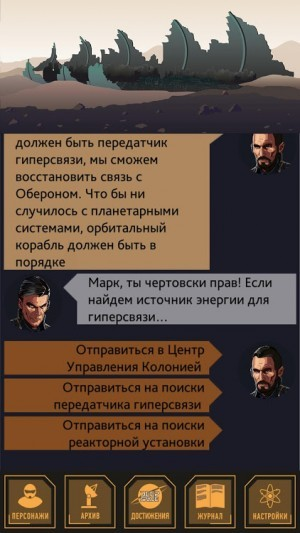 должен быть передатчик
гиперсвязи, мы сможем
восстановить связь с
Обероном. Что бы ни
случилось с планетарными
системами, орбитальный
корабль должен быть в
порядке
Марк, ты чертовски прав! Если
найдем источник энергии для
гиперсвязи...
Отправиться в Центр
Управления Колонией
Отправиться на поиски
передатчика гиперсвязи
Отправиться на поиски
реакторной установки
ПЕРСОНАЖИ АРХИВ ДОСТИЖЕНИЯ ЖУРНАЛ НАСТРОЙКИ